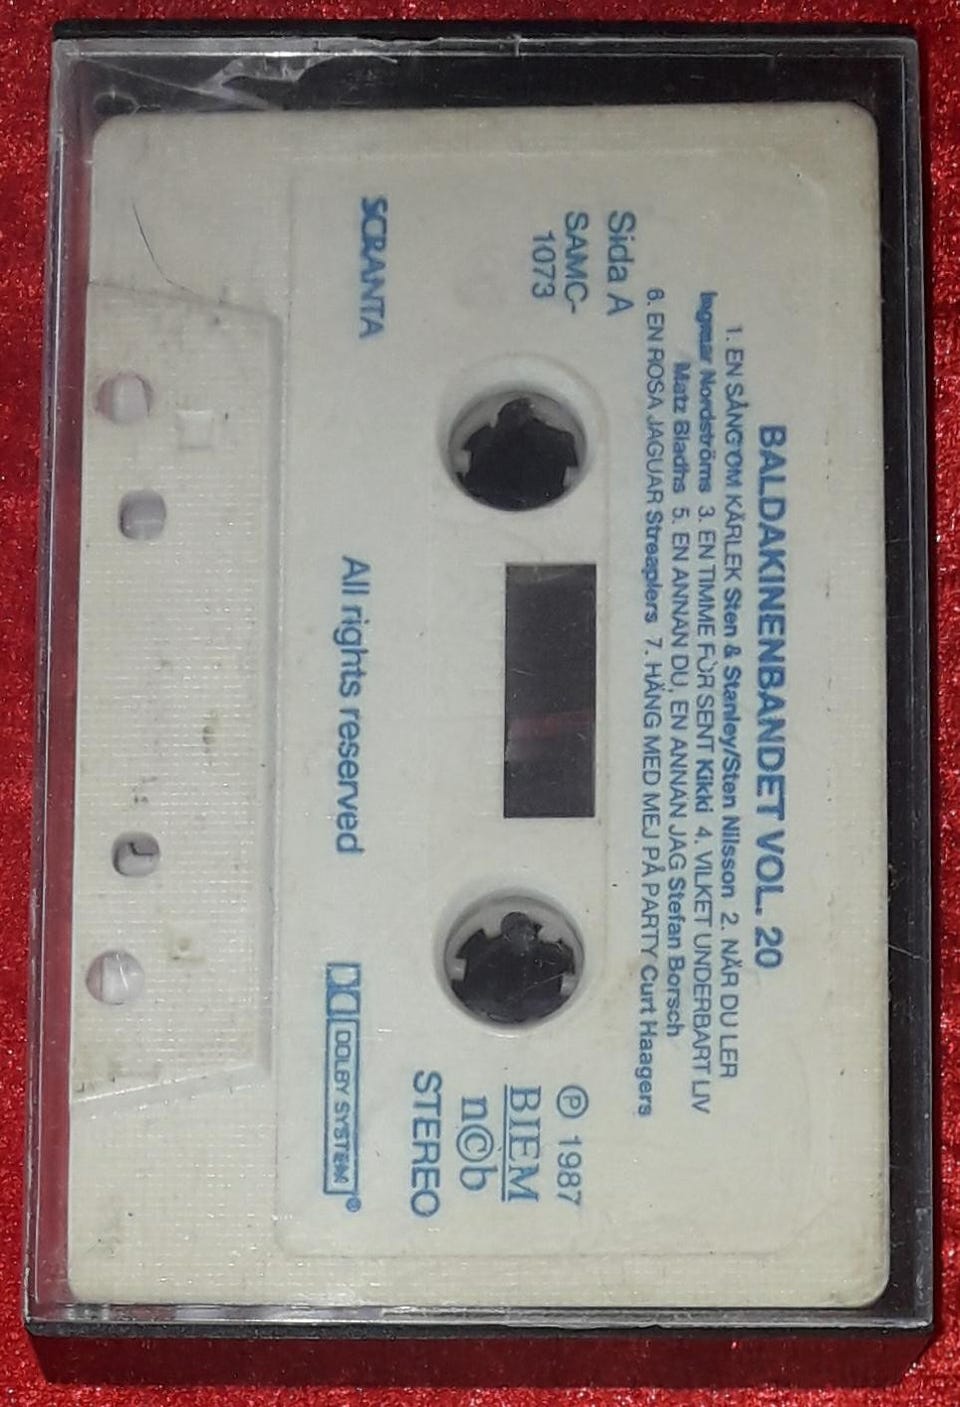 BALDAKINENBANDET VOL. 20
1. EN SÅNG OM KÄRLEK Sten & Stanley/Sten Nilsson 2. NÄR DU LER
Ingmar Nordströms 3. EN TIMME FÖR SENT Kikki 4. VILKET UNDERBART LIV
Matz Bladhs 5. EN ANNAN DU, EN ANNAN JAG Stefan Borsch
6. EN ROSA JAGUAR Streaplers 7. HÄNG MED MEJ PÅ PARTY Curt Haagers
Sida A
SAMC-
1073
Ⓟ 1987
BIEM
n©b
STEREO
SCRANTA
All rights reserved
DOLBY SYSTEM®